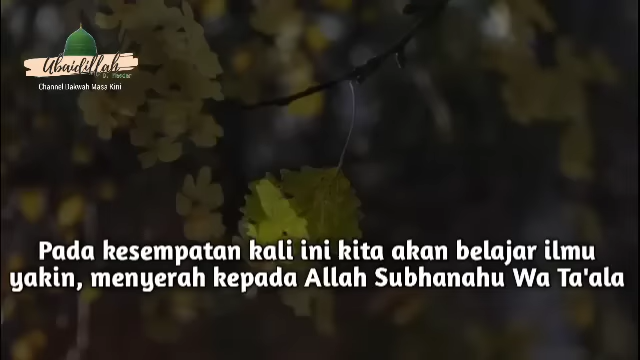 Ubaidillah
Channel Dakwah Masa Kini
Pada kesempatan kali ini kita akan belajar ilmu
yakin, menyerah kepada Allah Subhanahu Wa Ta'ala